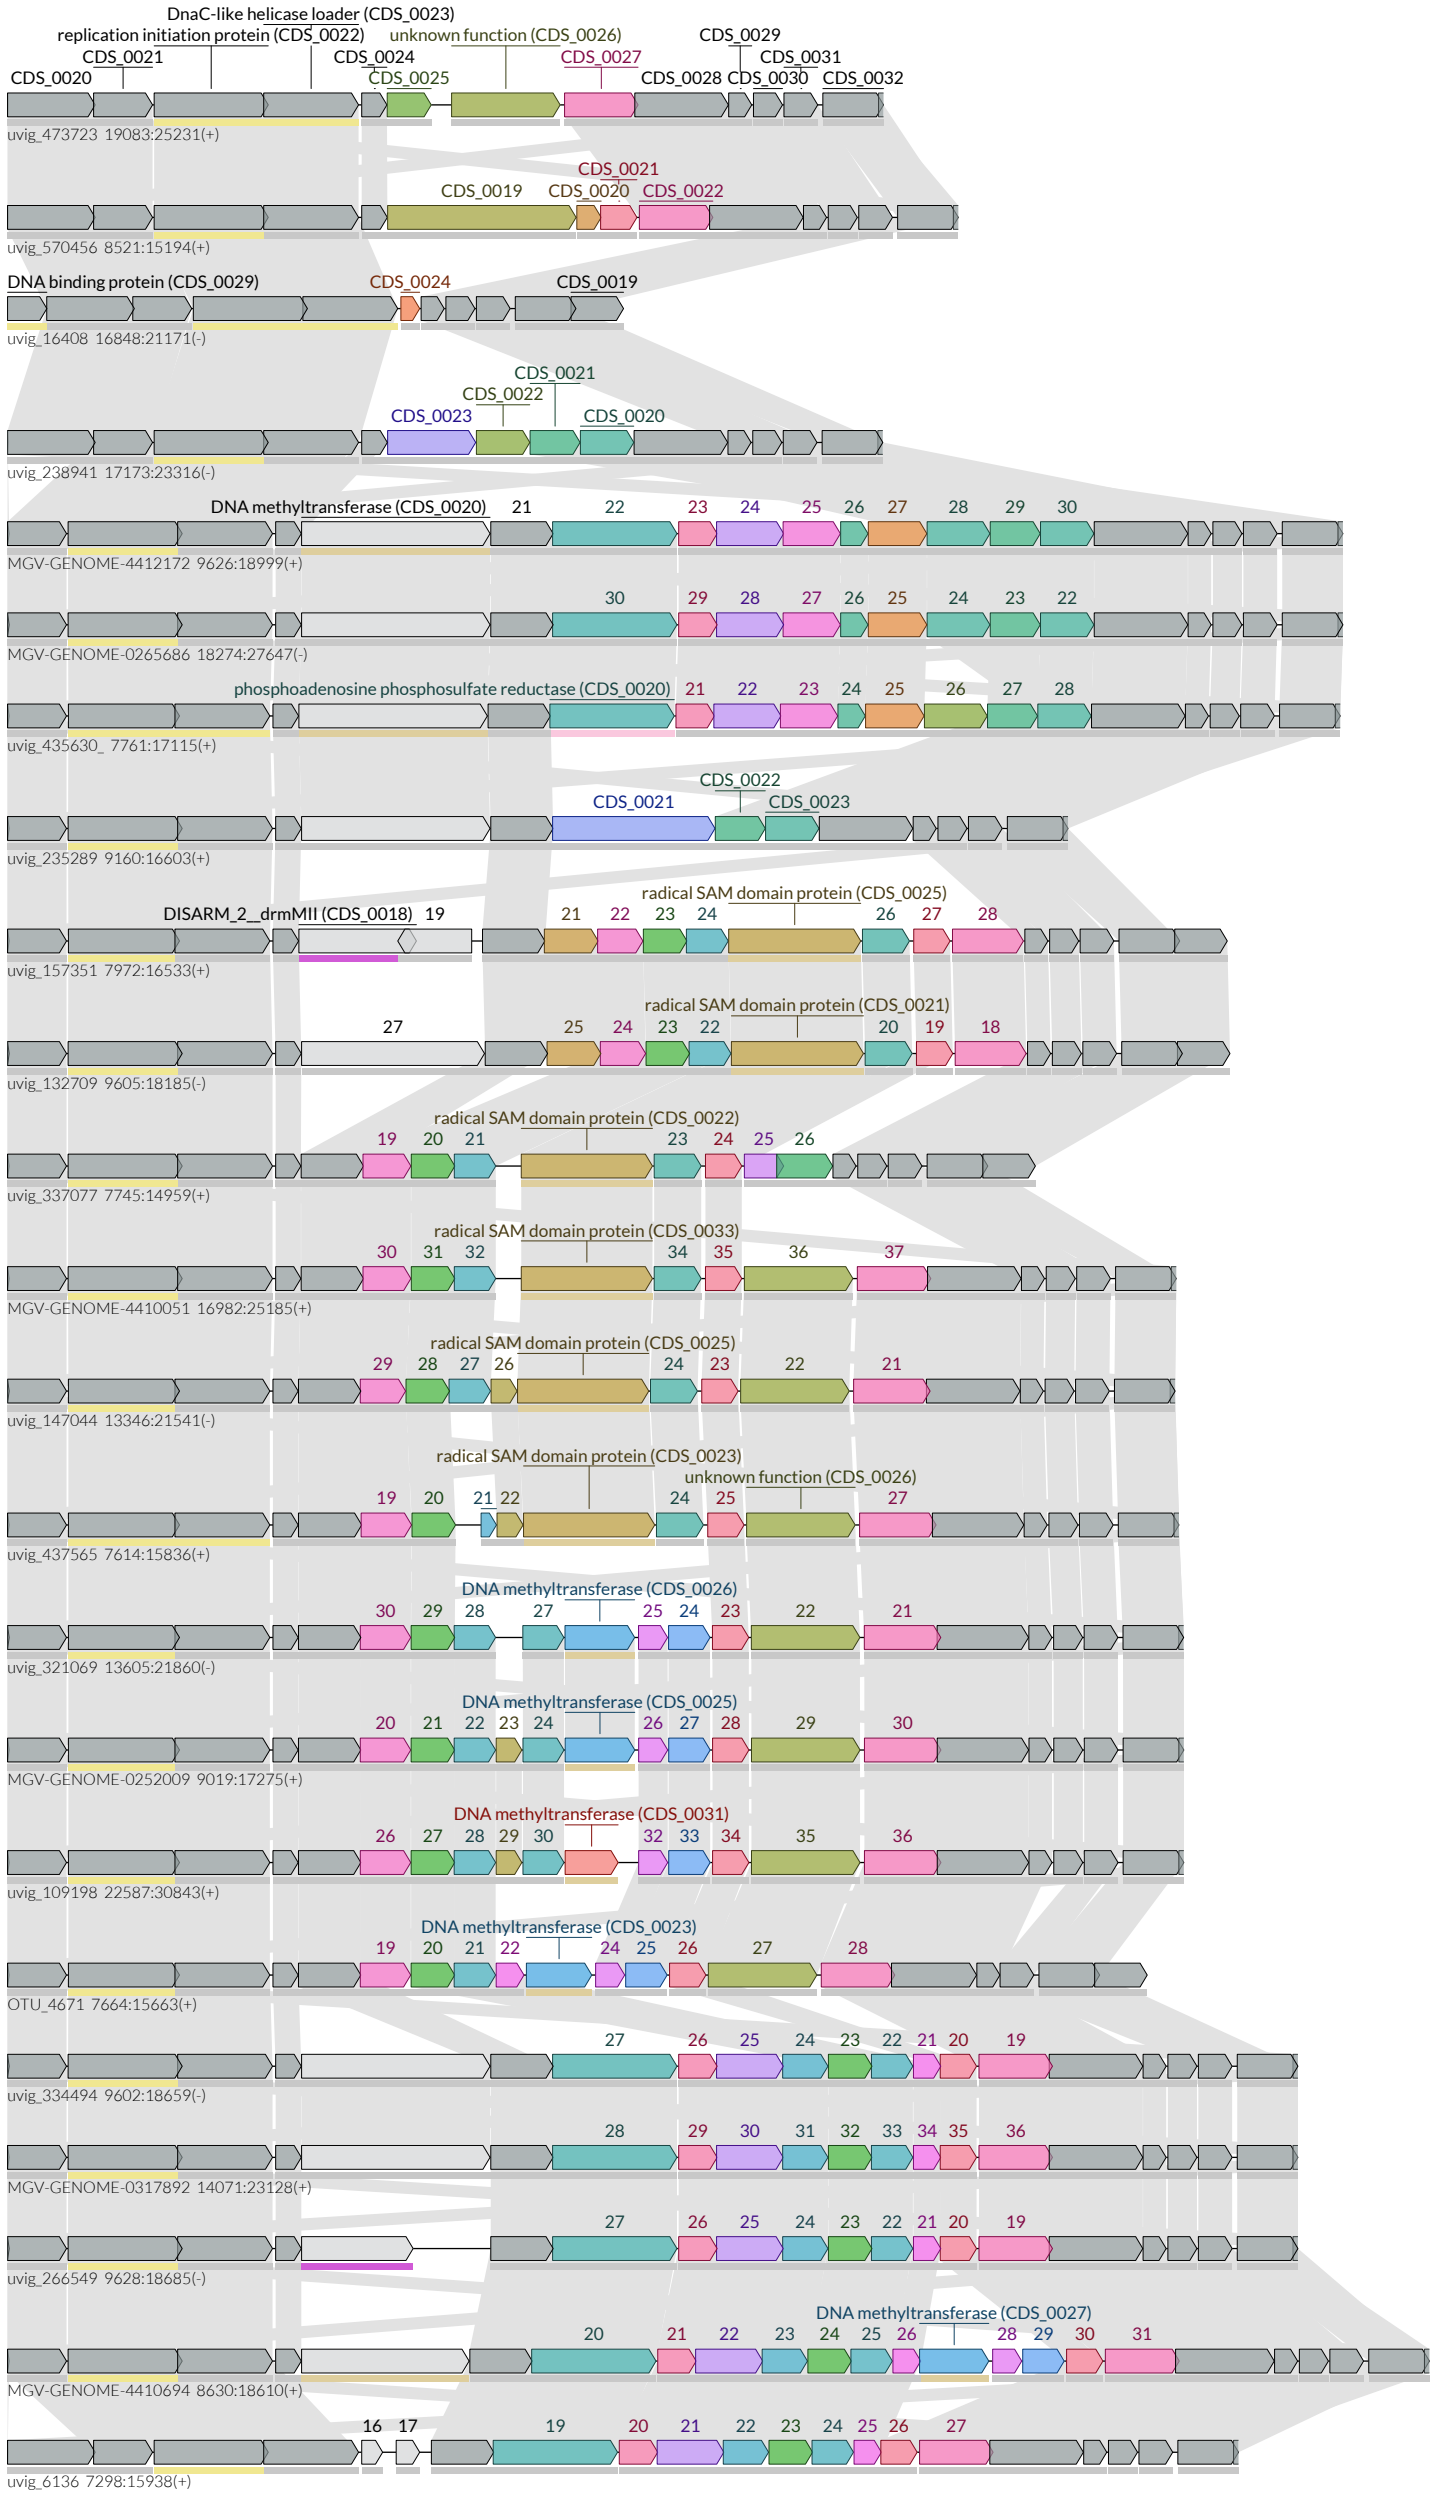 DnaC-like helicase loader (CDS_0023)
replication initiation protein (CDS_0022) unknown function (CDS_0026) CDS_0029
CDS_0021 CDS_0024 CDS_0027 CDS_0031
CDS_0020 CDS_0025 CDS_0028 CDS_0030 CDS_0032
uvig_473723 19083:25231(+)
CDS_0021
CDS_0019 CDS_0020 CDS_0022
uvig_570456 8521:15194(+)
DNA binding protein (CDS_0029) CDS_0024 CDS_0019
uvig_16408 16848:21171(-)
CDS_0021
CDS_0022
CDS_0023 CDS_0020
uvig_238941 17173:23316(-)
DNA methyltransferase (CDS_0020) 21 22 23 24 25 26 27 28 29 30
MGV-GENOME-4412172 9626:18999(+)
30 29 28 27 26 25 24 23 22
MGV-GENOME-0265686 18274:27647(-)
phosphoadenosine phosphosulfate reductase (CDS_0020) 21 22 23 24 25 26 27 28
uvig_435630_ 7761:17115(+)
CDS_0022
CDS_0021 CDS_0023
uvig_235289 9160:16603(+)
radical SAM domain protein (CDS_0025)
DISARM_2__drmMII (CDS_0018) 19 21 22 23 24 26 27 28
uvig_157351 7972:16533(+)
radical SAM domain protein (CDS_0021)
27 25 24 23 22 20 19 18
uvig_132709 9605:18185(-)
radical SAM domain protein (CDS_0022)
19 20 21 23 24 25 26
uvig_337077 7745:14959(+)
radical SAM domain protein (CDS_0033)
30 31 32 34 35 36 37
MGV-GENOME-4410051 16982:25185(+)
radical SAM domain protein (CDS_0025)
29 28 27 26 24 23 22 21
uvig_147044 13346:21541(-)
radical SAM domain protein (CDS_0023)
unknown function (CDS_0026)
19 20 21 22 24 25 27
uvig_437565 7614:15836(+)
DNA methyltransferase (CDS_0026)
30 29 28 27 25 24 23 22 21
uvig_321069 13605:21860(-)
DNA methyltransferase (CDS_0025)
20 21 22 23 24 26 27 28 29 30
MGV-GENOME-0252009 9019:17275(+)
DNA methyltransferase (CDS_0031)
26 27 28 29 30 32 33 34 35 36
uvig_109198 22587:30843(+)
DNA methyltransferase (CDS_0023)
19 20 21 22 24 25 26 27 28
OTU_4671 7664:15663(+)
27 26 25 24 23 22 21 20 19
uvig_334494 9602:18659(-)
28 29 30 31 32 33 34 35 36
MGV-GENOME-0317892 14071:23128(+)
27 26 25 24 23 22 21 20 19
uvig_266549 9628:18685(-)
DNA methyltransferase (CDS_0027)
20 21 22 23 24 25 26 28 29 30 31
MGV-GENOME-4410694 8630:18610(+)
16 17 19 20 21 22 23 24 25 26 27
uvig_6136 7298:15938(+)